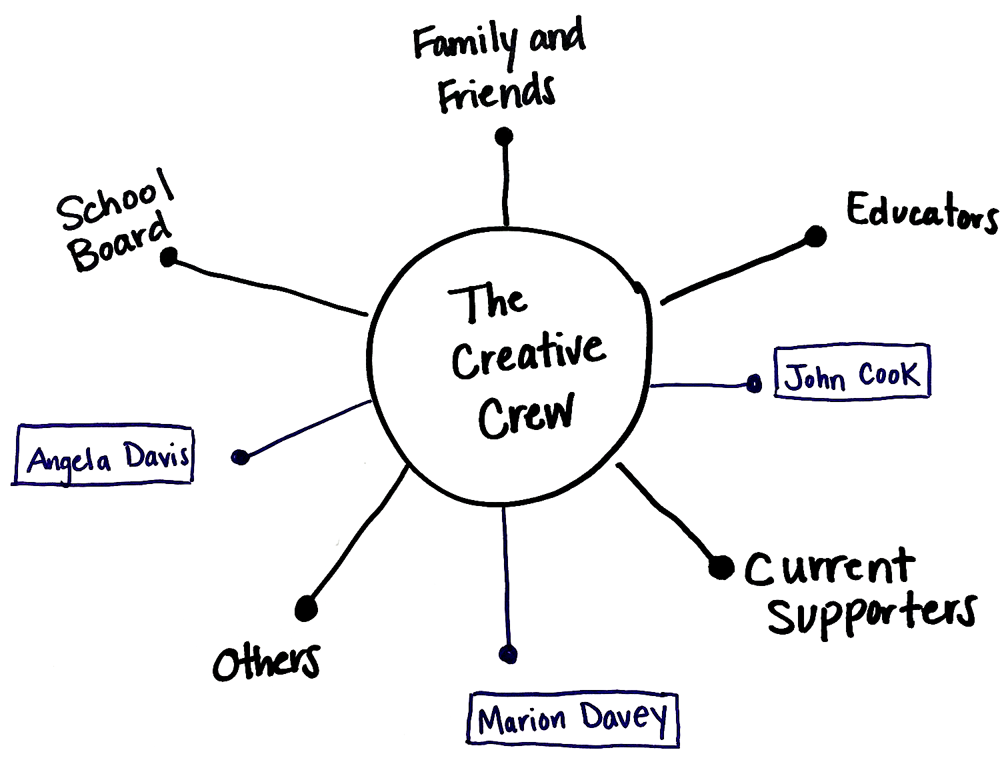 Family and
Friends
School
Board
Educators
The
Creative
Crew
John Cook
Angela Davis
Current
Supporters
Others
Marion Davey